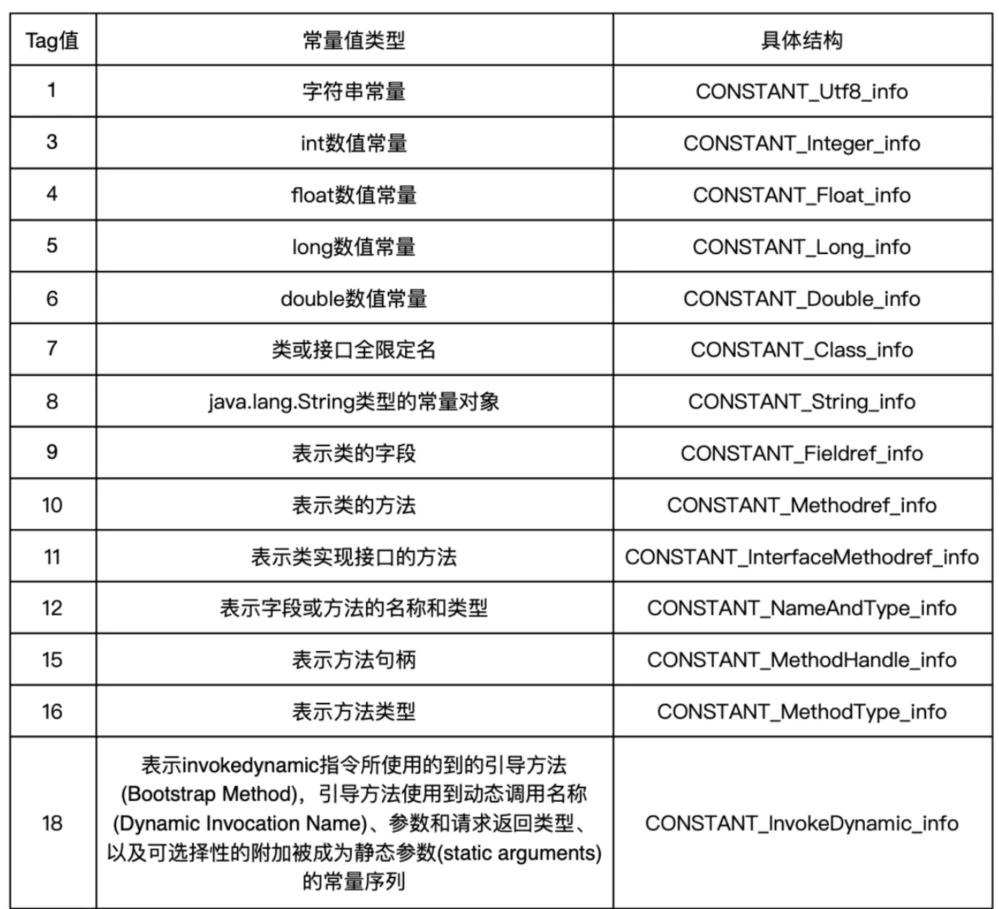 Tag值 常量值类型 具体结构
1 字符串常量 CONSTANT_Utf8_info
3 int数值常量 CONSTANT_Integer_info
4 float数值常量 CONSTANT_Float_info
5 long数值常量 CONSTANT_Long_info
6 double数值常量 CONSTANT_Double_info
7 类或接口全限定名 CONSTANT_Class_info
8 java.lang.String类型的常量对象 CONSTANT_String_info
9 表示类的字段 CONSTANT_Fieldref_info
10 表示类的方法 CONSTANT_Methodref_info
11 表示类实现接口的方法 CONSTANT_InterfaceMethodref_info
12 表示字段或方法的名称和类型 CONSTANT_NameAndType_info
15 表示方法句柄 CONSTANT_MethodHandle_info
16 表示方法类型 CONSTANT_MethodType_info
表示invokedynamic指令所使用的到的引导方法
(Bootstrap Method)，引导方法使用到动态调用名称
18 (Dynamic Invocation Name)、参数和请求返回类型、 CONSTANT_InvokeDynamic_info
以及可选择性的附加被成为静态参数(static arguments)
的常量序列